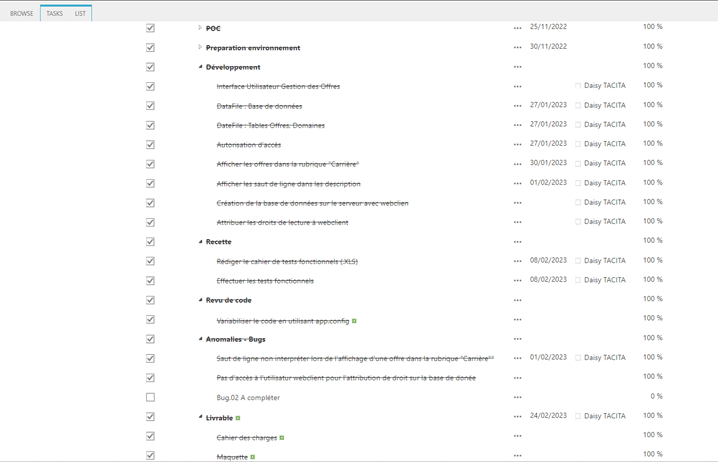 BROWSE TASKS LIST
POC ... 25/11/2022 100 %
Preparation environnement ... 30/11/2022 100 %
Développement ... 100 %
Interface Utilisateur Gestion des Offres ... Daisy TACITA 100 %
DataFile : Base de données ... 27/01/2023 Daisy TACITA 100 %
DateFile : Tables Offres, Domaines ... 27/01/2023 Daisy TACITA 100 %
Autorisation d'accès ... 27/01/2023 Daisy TACITA 100 %
Afficher les offres dans la rubrique "Carrière" ... 30/01/2023 Daisy TACITA 100 %
Afficher les saut de ligne dans les description ... 01/02/2023 Daisy TACITA 100 %
Création de la base de données sur le serveur avec webclien ... Daisy TACITA 100 %
Attribuer les droits de lecture à webclient ... Daisy TACITA 100 %
Recette ... 100 %
Rédiger le cahier de tests fonctionnels (.XLS) ... 08/02/2023 Daisy TACITA 100 %
Effectuer les tests fonctionnels ... 08/02/2023 Daisy TACITA 100 %
Revu de code ... 100 %
Variabiliser le code en utilisant app.config ... 100 %
Anomalies - Bugs ... 100 %
Saut de ligne non interpréter lors de l'affichage d'une offre dans la rubrique "Carrière"" ... 01/02/2023 Daisy TACITA 100 %
Pas d'accès à l'utilisatur webclient pour l'attribution de droit sur la base de donée ... 100 %
Bug.02 A compléter ... 0 %
Livrable ... 24/02/2023 Daisy TACITA 100 %
Cahier des charges ... 100 %
Maquette ... 100 %